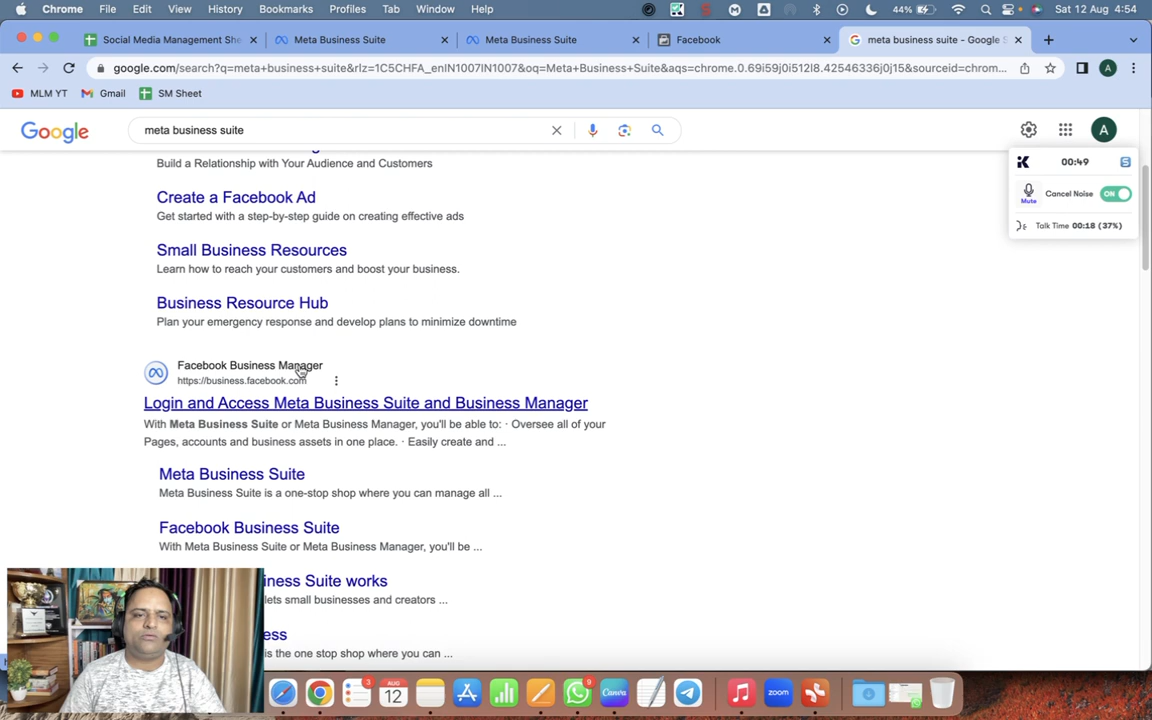 Chrome File Edit View History Bookmarks Profiles Tab Window Help 44% Sat 12 Aug 4:54
Social Media Management She Meta Business Suite Meta Business Suite Facebook meta business suite - Google S
google.com/search?q=meta+business+suite&rlz=1C5CHFA_enIN1007IN1007&oq=Meta+Business+Suite&aqs=chrome.0.69i59j0i512l8.42546336j0j15&sourceid=chrom... A
MLM YT Gmail SM Sheet
Google meta business suite A
00:49
Mute Cancel Noise ON
Talk Time 00:18 (37%)
Build a Relationship with Your Audience and Customers
Create a Facebook Ad
Get started with a step-by-step guide on creating effective ads
Small Business Resources
Learn how to reach your customers and boost your business.
Business Resource Hub
Plan your emergency response and develop plans to minimize downtime
Facebook Business Manager
https://business.facebook.com
Login and Access Meta Business Suite and Business Manager
With Meta Business Suite or Meta Business Manager, you'll be able to: · Oversee all of your
Pages, accounts and business assets in one place. · Easily create and ...
Meta Business Suite
Meta Business Suite is a one-stop shop where you can manage all ...
Facebook Business Suite
With Meta Business Suite or Meta Business Manager, you'll be ...
iness Suite works
lets small businesses and creators ...
ess
is the one stop shop where you can ...
3 AUG 12 9 Canva zoom